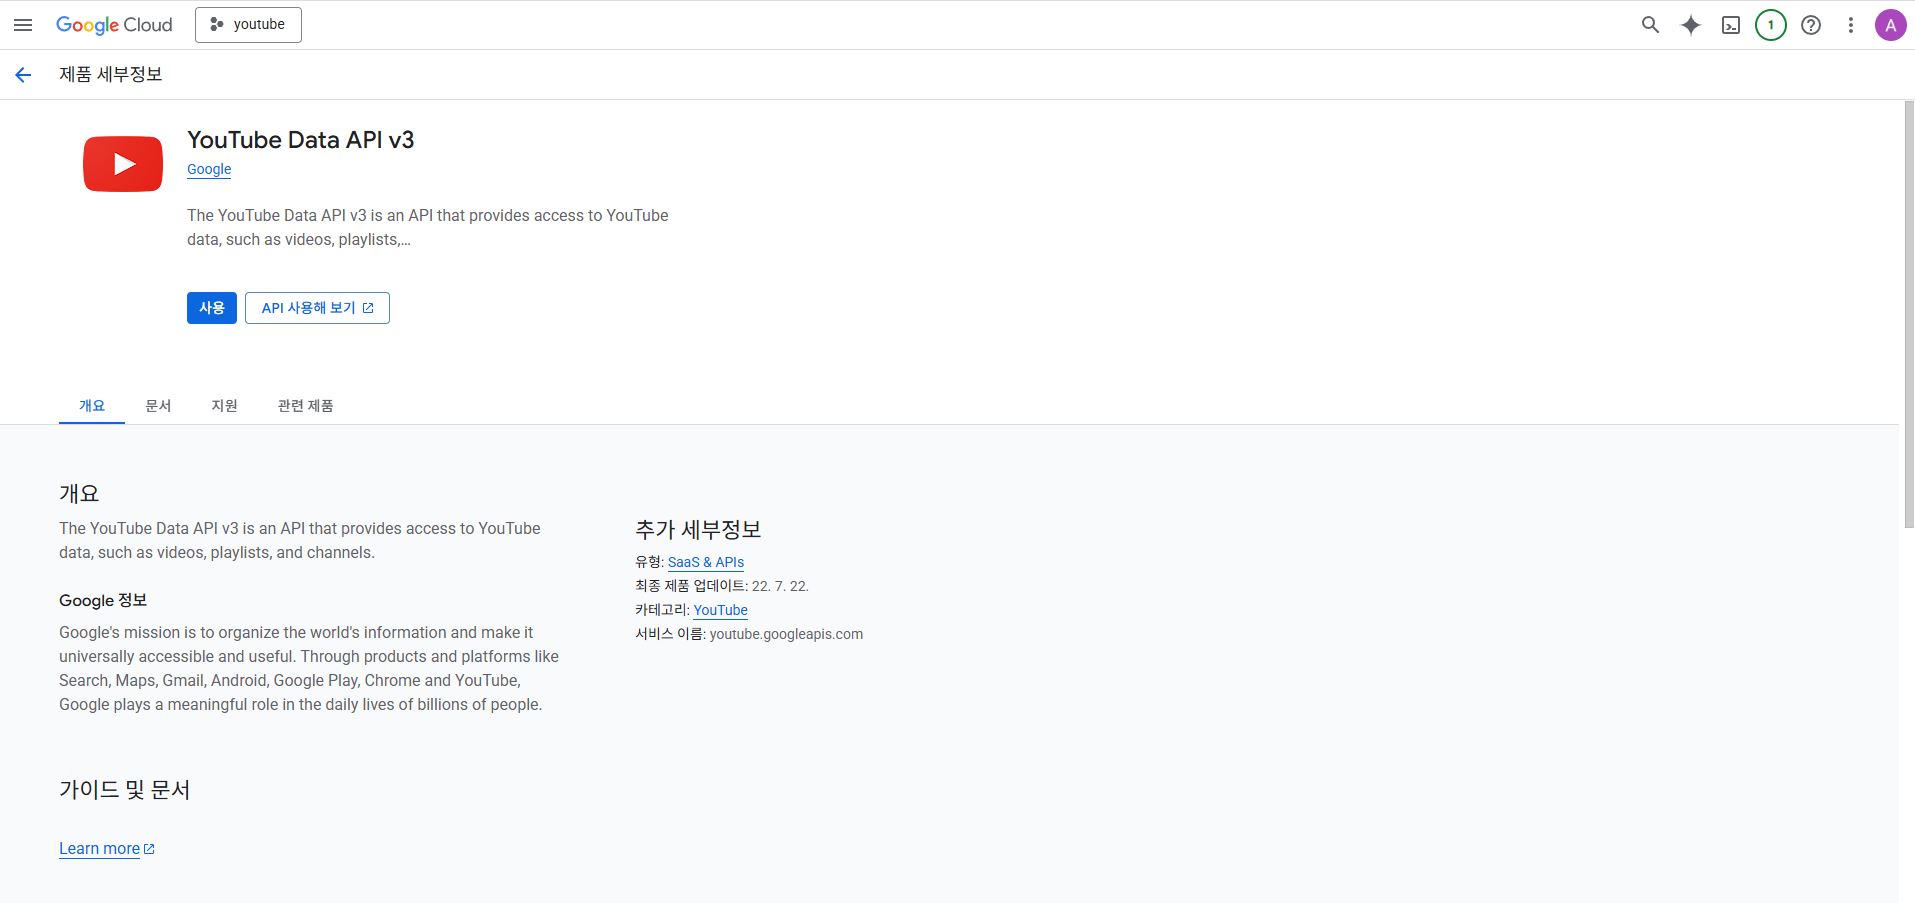 Google Cloud
youtube
1
A
제품 세부정보
YouTube Data API v3
Google
The YouTube Data API v3 is an API that provides access to YouTube
data, such as videos, playlists,...
사용
API 사용해 보기
개요
문서
지원
관련 제품
개요
The YouTube Data API v3 is an API that provides access to YouTube
data, such as videos, playlists, and channels.
Google 정보
Google's mission is to organize the world's information and make it
universally accessible and useful. Through products and platforms like
Search, Maps, Gmail, Android, Google Play, Chrome and YouTube,
Google plays a meaningful role in the daily lives of billions of people.
추가 세부정보
유형: SaaS & APIs
최종 제품 업데이트: 22. 7. 22.
카테고리: YouTube
서비스 이름: youtube.googleapis.com
가이드 및 문서
Learn more